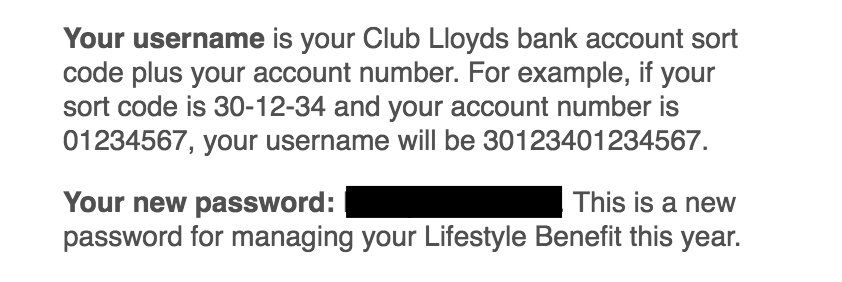 Your username is your Club Lloyds bank account sort
code plus your account number. For example, if your
sort code is 30-12-34 and your account number is
01234567, your username will be 30123401234567.
Your new password: This is a new
password for managing your Lifestyle Benefit this year.